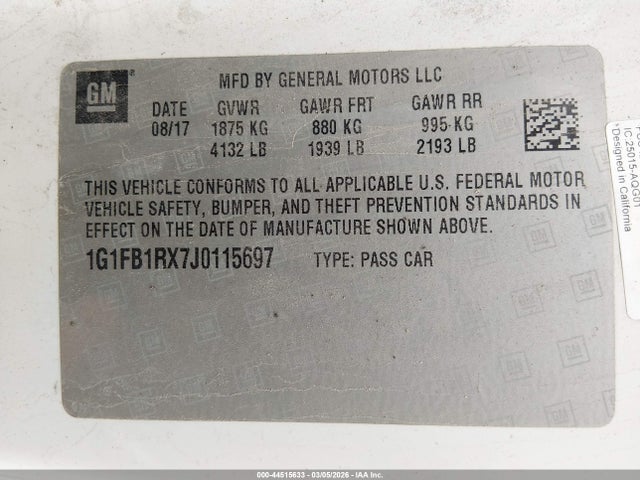 GM
MFD BY GENERAL MOTORS LLC
DATE GVWR GAWR FRT GAWR RR
08/17 1875 KG 880 KG 995 KG
4132 LB 1939 LB 2193 LB
THIS VEHICLE CONFORMS TO ALL APPLICABLE U.S. FEDERAL MOTOR
VEHICLE SAFETY, BUMPER, AND THEFT PREVENTION STANDARDS IN
EFFECT ON THE DATE OF MANUFACTURE SHOWN ABOVE.
1G1FB1RX7J0115697 TYPE: PASS CAR
IC:25015-AQG01
*Designed in California
000-44515633 - 03/05/2026 - IAA Inc.